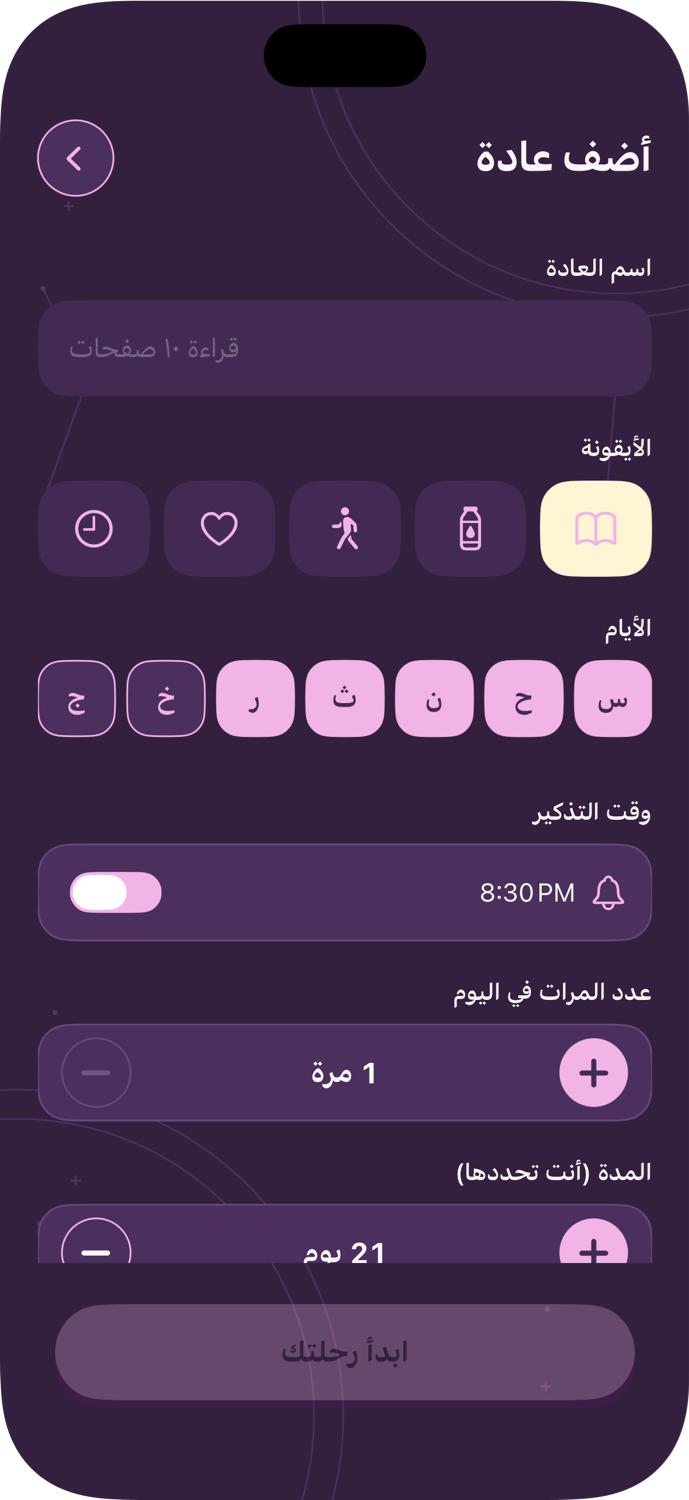 أضف عادة
اسم العادة
قراءة ١٠ صفحات
الأيقونة
الأيام
س ح ن ث ر خ ج
وقت التذكير
8:30 PM
عدد المرات في اليوم
1 مرة
المدة (أنت تحددها)
21 يوم
ابدأ رحلتك